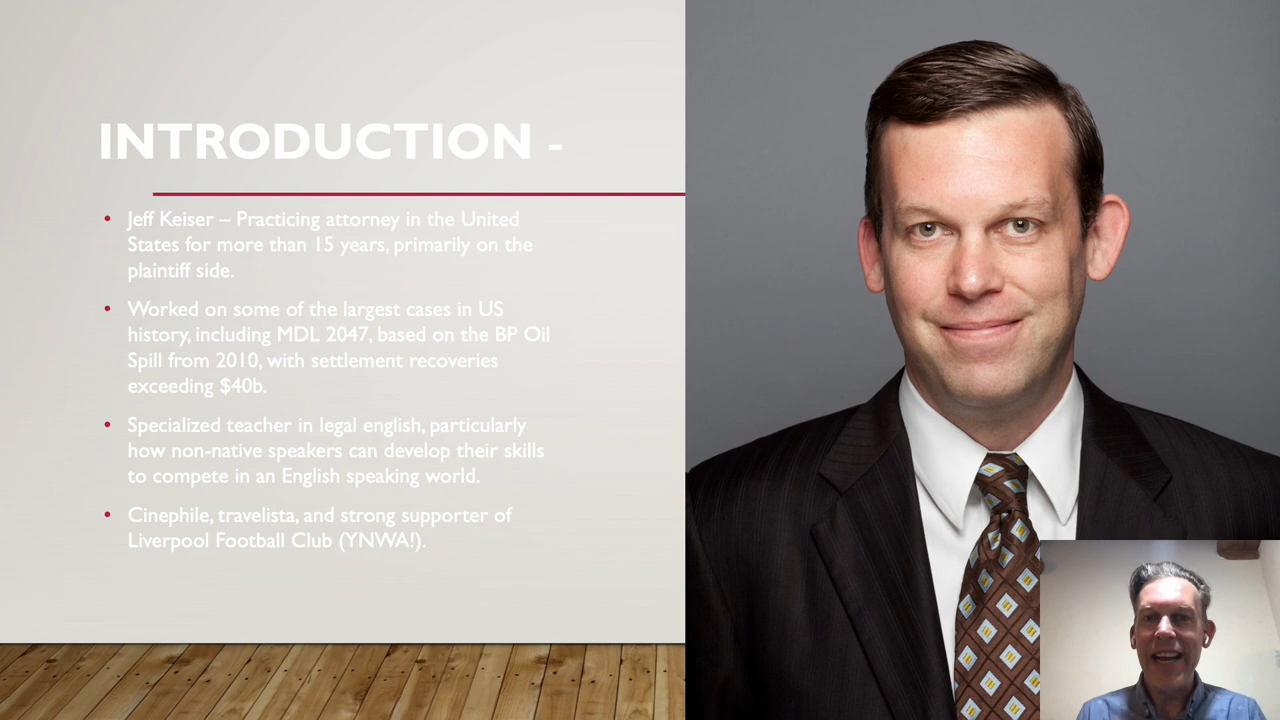 INTRODUCTION -
• Jeff Keiser – Practicing attorney in the United
States for more than 15 years, primarily on the
plaintiff side.
• Worked on some of the largest cases in US
history, including MDL 2047, based on the BP Oil
Spill from 2010, with settlement recoveries
exceeding $40b.
• Specialized teacher in legal english, particularly
how non-native speakers can develop their skills
to compete in an English speaking world.
• Cinephile, travelista, and strong supporter of
Liverpool Football Club (YNWA!).